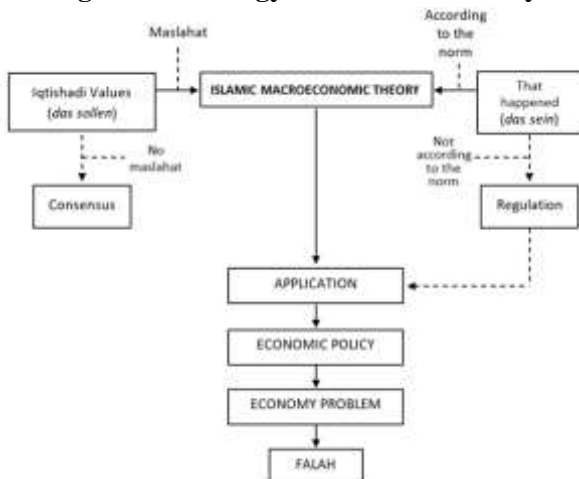 Maslahat
According
to the
norm
Iqtishadi Values
(das sollen)
ISLAMIC MACROECONOMIC THEORY
That
happened
(das sein)
No
maslahat
Not
according
to the
norm
Consensus
Regulation
APPLICATION
ECONOMIC POLICY
ECONOMY PROBLEM
FALAH